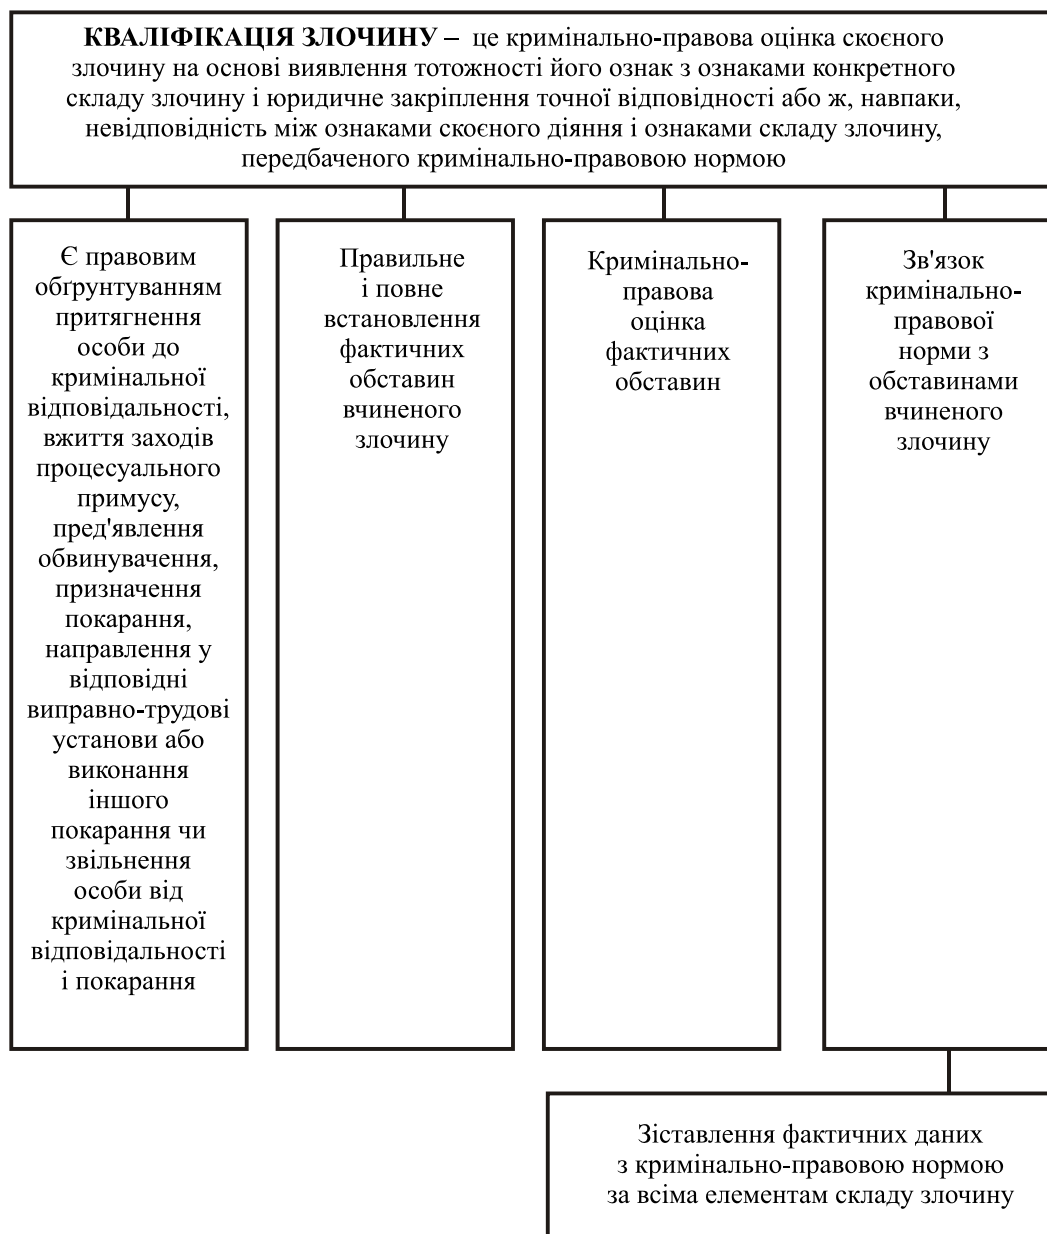 КВАЛІФІКАЦІЯ ЗЛОЧИНУ – це кримінально-правова оцінка скоєного
злочину на основі виявлення тотожності його ознак з ознаками конкретного
складу злочину і юридичне закріплення точної відповідності або ж, навпаки,
невідповідність між ознаками скоєного діяння і ознаками складу злочину,
передбаченого кримінально-правовою нормою
Є правовим
обґрунтуванням
притягнення
особи до
кримінальної
відповідальності,
вжиття заходів
процесуального
примусу,
пред'явлення
обвинувачення,
призначення
покарання,
направлення у
відповідні
виправно-трудові
установи або
виконання
іншого
покарання чи
звільнення
особи від
кримінальної
відповідальності
і покарання
Правильне
і повне
встановлення
фактичних
обставин
вчиненого
злочину
Кримінально-
правова
оцінка
фактичних
обставин
Зв'язок
кримінально-
правової
норми з
обставинами
вчиненого
злочину
Зіставлення фактичних даних
з кримінально-правовою нормою
за всіма елементам складу злочину